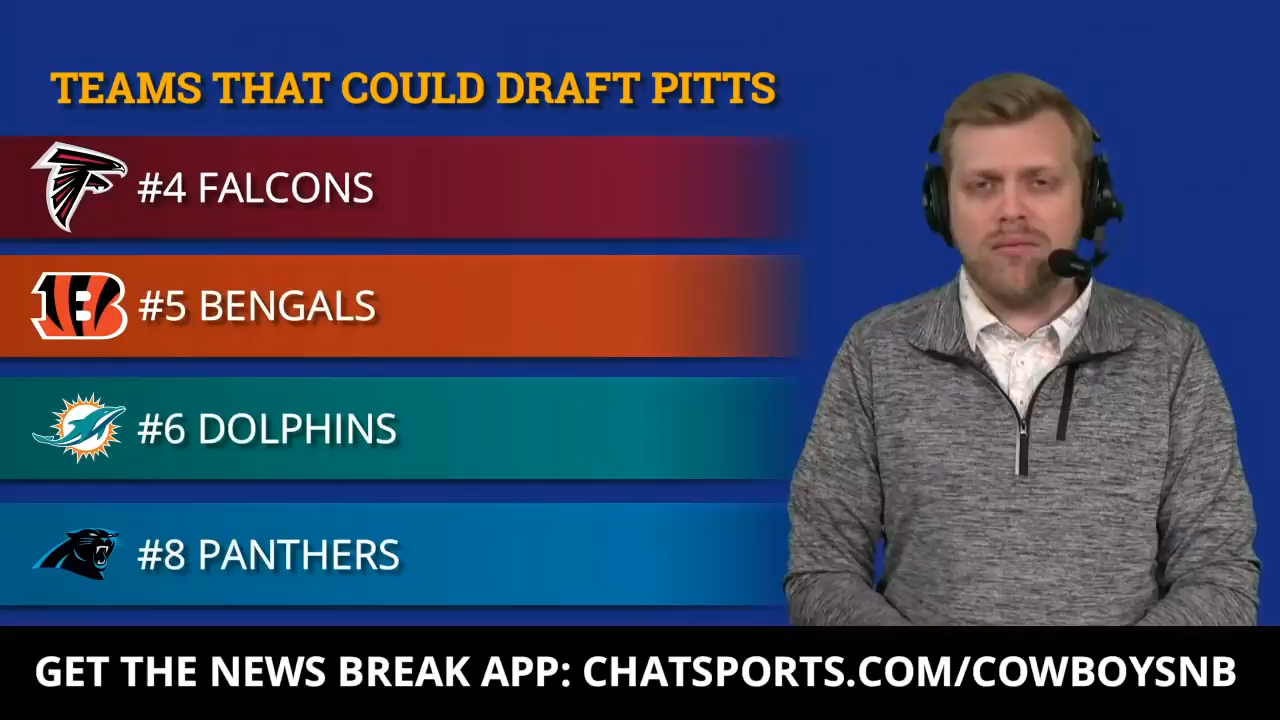 TEAMS THAT COULD DRAFT PITTS
#4 FALCONS
#5 BENGALS
#6 DOLPHINS
#8 PANTHERS
GET THE NEWS BREAK APP: CHATSPORTS.COM/COWBOYSNB